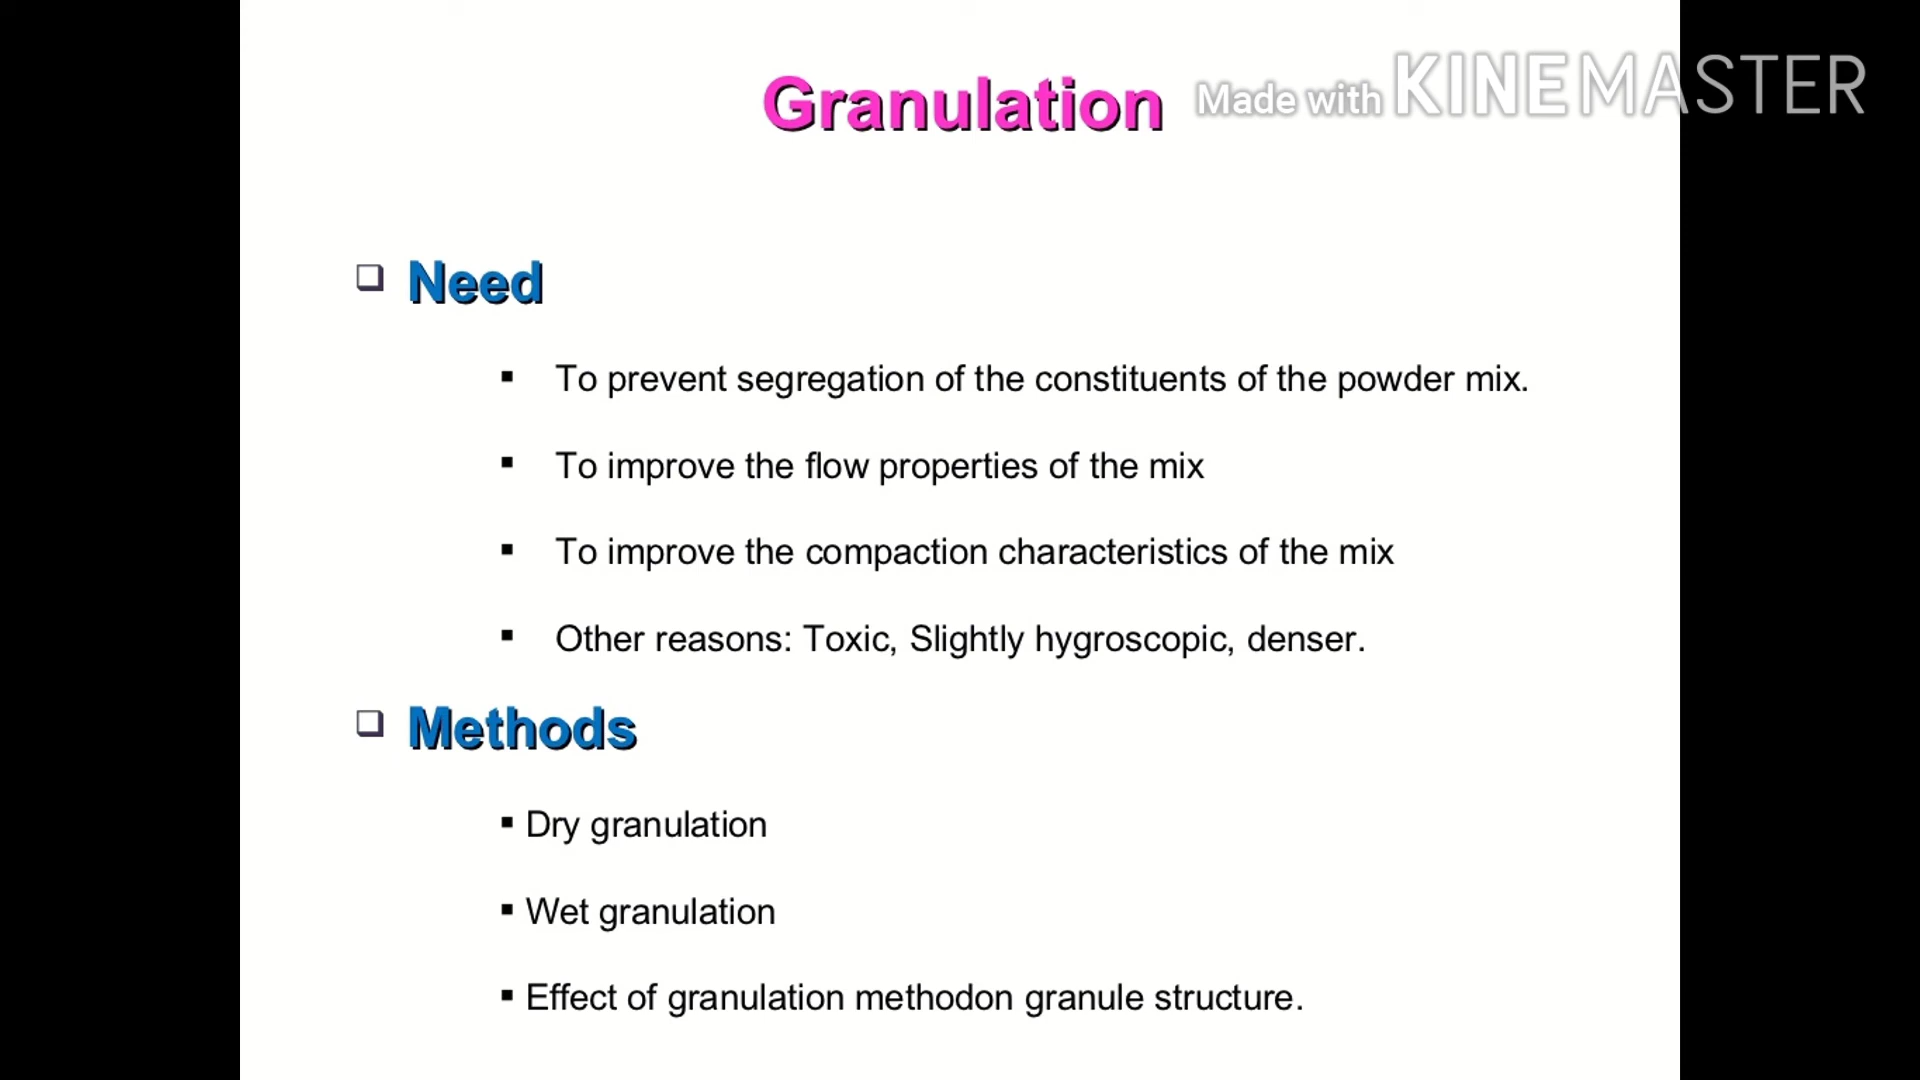 Granulation
Made with KINEMASTER
Need
To prevent segregation of the constituents of the powder mix.
To improve the flow properties of the mix
To improve the compaction characteristics of the mix
Other reasons: Toxic, Slightly hygroscopic, denser.
Methods
Dry granulation
Wet granulation
Effect of granulation methodon granule structure.